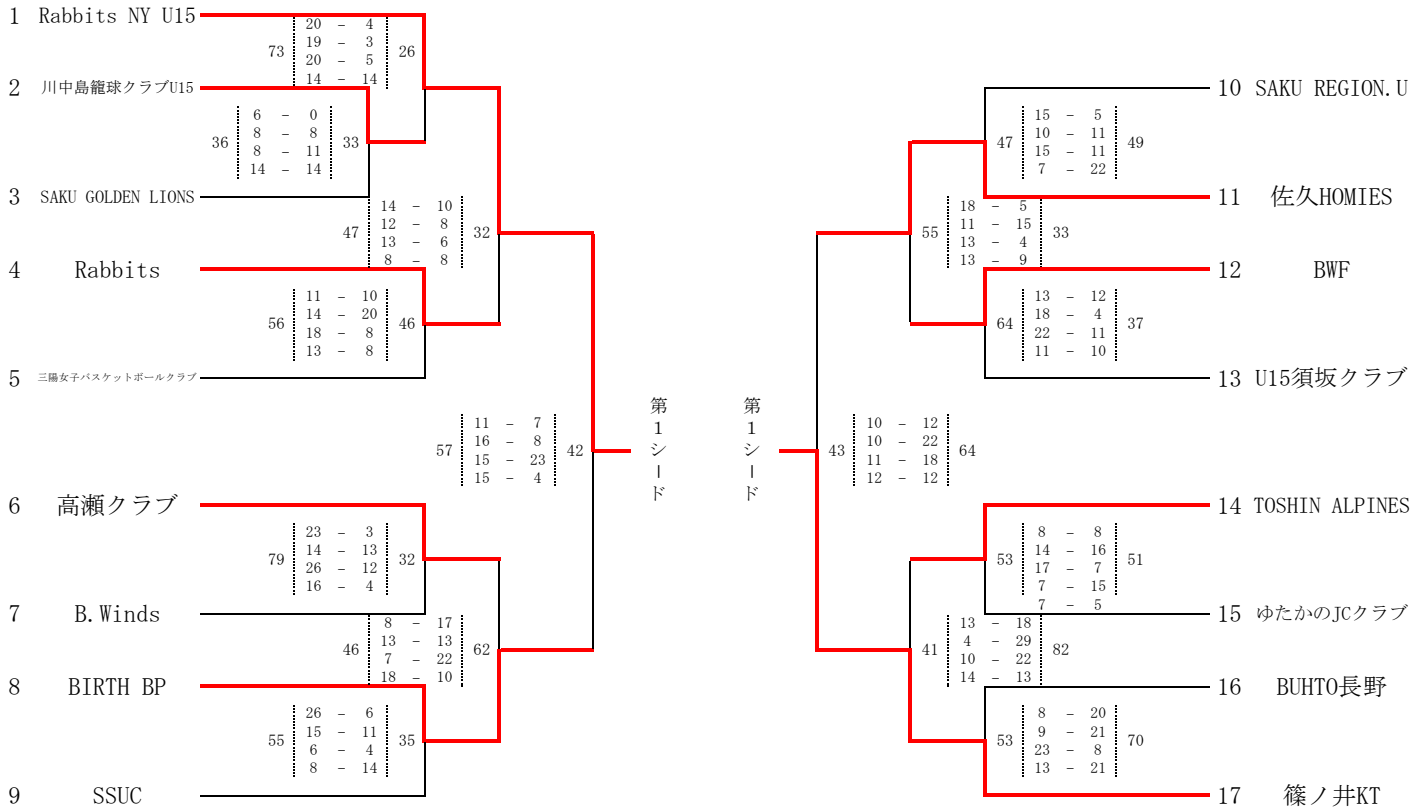 1 Rabbits NY U15
20 - 4
19 - 3
73 20 - 5 26
14 - 14
2 川中島籠球クラブU15
6 - 0
8 - 8
36 8 - 11 33
14 - 14
3 SAKU GOLDEN LIONS
14 - 10
12 - 8
47 13 - 6 32
8 - 8
4 Rabbits
11 - 10
14 - 20
56 18 - 8 46
13 - 8
5 三陽女子バスケットボールクラブ
11 - 7
16 - 8
57 15 - 23 42
15 - 4
第1シード
6 高瀬クラブ
23 - 3
14 - 13
79 26 - 12 32
16 - 4
7 B.Winds
8 - 17
13 - 13
46 7 - 22 62
18 - 10
8 BIRTH BP
26 - 6
15 - 11
55 6 - 4 35
8 - 14
9 SSUC
10 SAKU REGION.U
15 - 5
10 - 11
47 15 - 11 49
7 - 22
11 佐久HOMIES
18 - 5
11 - 15
55 13 - 4 33
13 - 9
12 BWF
13 - 12
18 - 4
64 22 - 11 37
11 - 10
13 U15須坂クラブ
第1シード
10 - 12
10 - 22
43 11 - 18 64
12 - 12
14 TOSHIN ALPINES
8 - 8
14 - 16
53 17 - 7 51
7 - 15
7 - 5
15 ゆたかのJCクラブ
13 - 18
4 - 29
41 10 - 22 82
14 - 13
16 BUHTO長野
8 - 20
9 - 21
53 23 - 8 70
13 - 21
17 篠ノ井KT